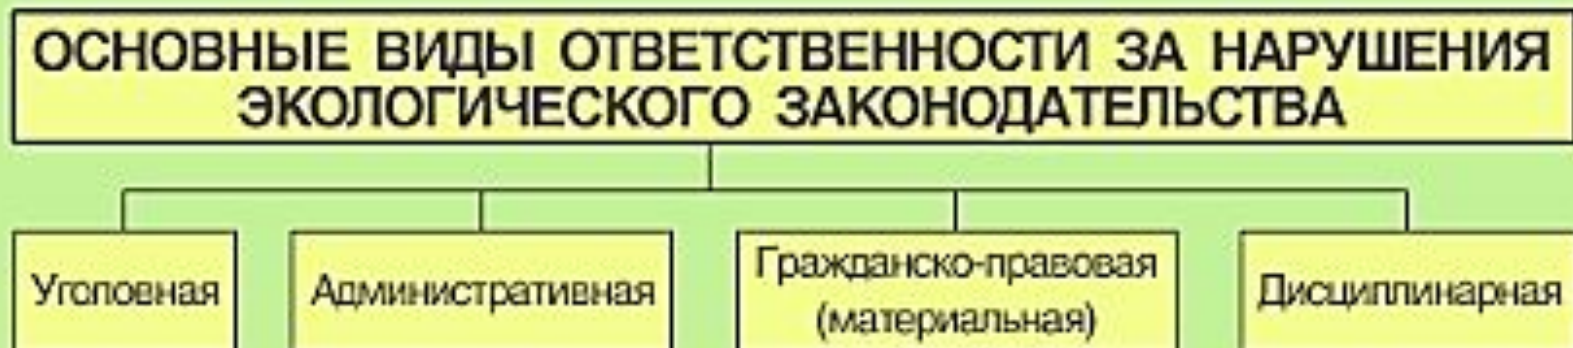 ОСНОВНЫЕ ВИДЫ ОТВЕТСТВЕННОСТИ ЗА НАРУШЕНИЯ
ЭКОЛОГИЧЕСКОГО ЗАКОНОДАТЕЛЬСТВА
Уголовная
Административная
Гражданско-правовая
(материальная)
Дисциплинарная